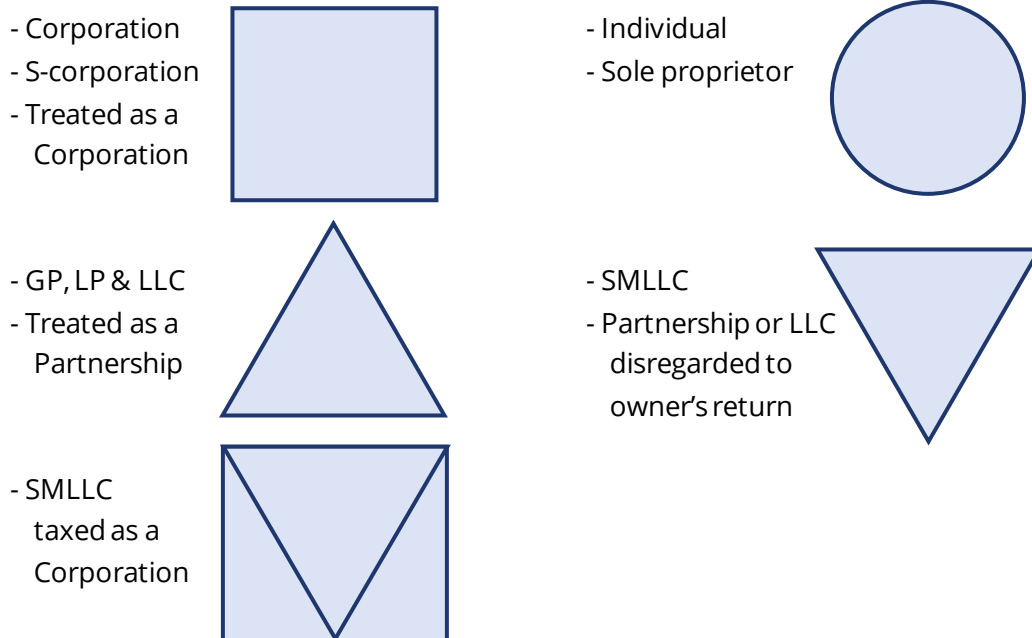 - Corporation
- S-corporation
- Treated as a
Corporation
- Individual
- Sole proprietor
- GP, LP & LLC
- Treated as a
Partnership
- SMLLC
- Partnership or LLC
disregarded to
owner’s return
- SMLLC
taxed as a
Corporation